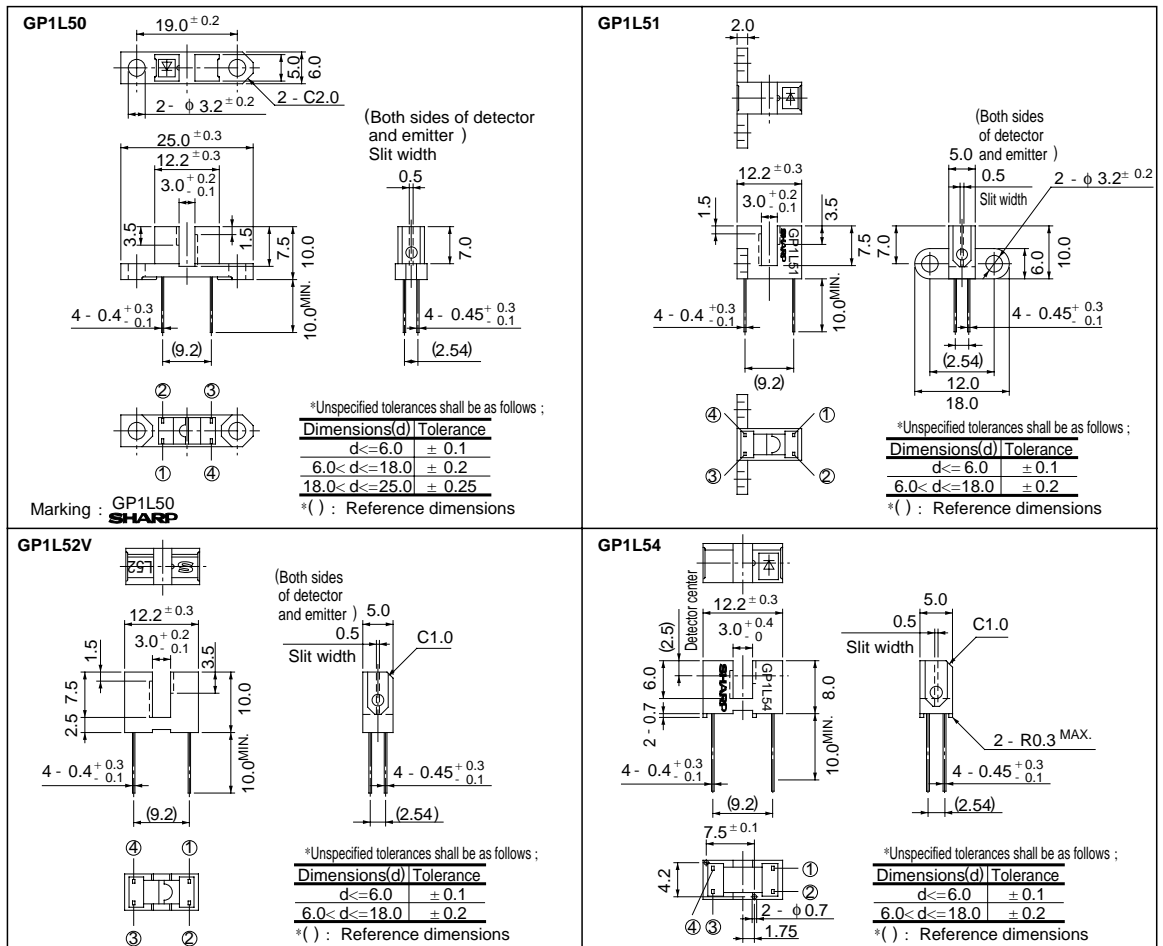 GP1L50
19.0 ± 0.2
5.0
6.0
2 - C2.0
2 - φ 3.2 ± 0.2
(Both sides of detector
and emitter )
Slit width
25.0 ± 0.3
12.2 ± 0.3
3.0 + 0.2 - 0.1
0.5
3.5
1.5
7.5
10.0
7.0
10.0 MIN.
4 - 0.4 + 0.3 - 0.1
4 - 0.45 + 0.3 - 0.1
(9.2)
(2.54)
② ③
① ④
*Unspecified tolerances shall be as follows ;
Dimensions(d) Tolerance
d<=6.0 ± 0.1
6.0< d<=18.0 ± 0.2
18.0< d<=25.0 ± 0.25
*( ) : Reference dimensions
Marking : GP1L50
SHARP
GP1L51
2.0
(Both sides
of detector
and emitter )
5.0
12.2 ± 0.3
0.5
Slit width
2 - φ 3.2 ± 0.2
3.0 + 0.2 - 0.1
1.5
3.5
GP1L51
SHARP
7.5
7.0
6.0
10.0
10.0 MIN.
4 - 0.4 + 0.3 - 0.1
4 - 0.45 + 0.3 - 0.1
(9.2)
(2.54)
12.0
18.0
④ ①
③ ②
*Unspecified tolerances shall be as follows ;
Dimensions(d) Tolerance
d<= 6.0 ± 0.1
6.0< d<=18.0 ± 0.2
*( ) : Reference dimensions
GP1L52V
L52
S
(Both sides
of detector
and emitter )
5.0
12.2 ± 0.3
3.0 + 0.2 - 0.1
0.5
Slit width
C1.0
1.5
3.5
7.5
2.5
10.0
10.0 MIN.
4 - 0.4 + 0.3 - 0.1
4 - 0.45 + 0.3 - 0.1
(9.2)
(2.54)
④ ①
③ ②
*Unspecified tolerances shall be as follows ;
Dimensions(d) Tolerance
d<=6.0 ± 0.1
6.0< d<=18.0 ± 0.2
*( ) : Reference dimensions
GP1L54
Detector center
(2.5)
12.2 ± 0.3
3.0 + 0.4 - 0
5.0
0.5
Slit width
C1.0
6.0
SHARP
GP1L54
8.0
2 - 0.7
10.0 MIN.
2 - R0.3 MAX.
4 - 0.4 + 0.3 - 0.1
4 - 0.45 + 0.3 - 0.1
(9.2)
(2.54)
7.5 ± 0.1
4.2
①
②
④ ③
2 - φ 0.7
1.75
*Unspecified tolerances shall be as follows ;
Dimensions(d) Tolerance
d<=6.0 ± 0.1
6.0< d<=18.0 ± 0.2
*( ) : Reference dimensions